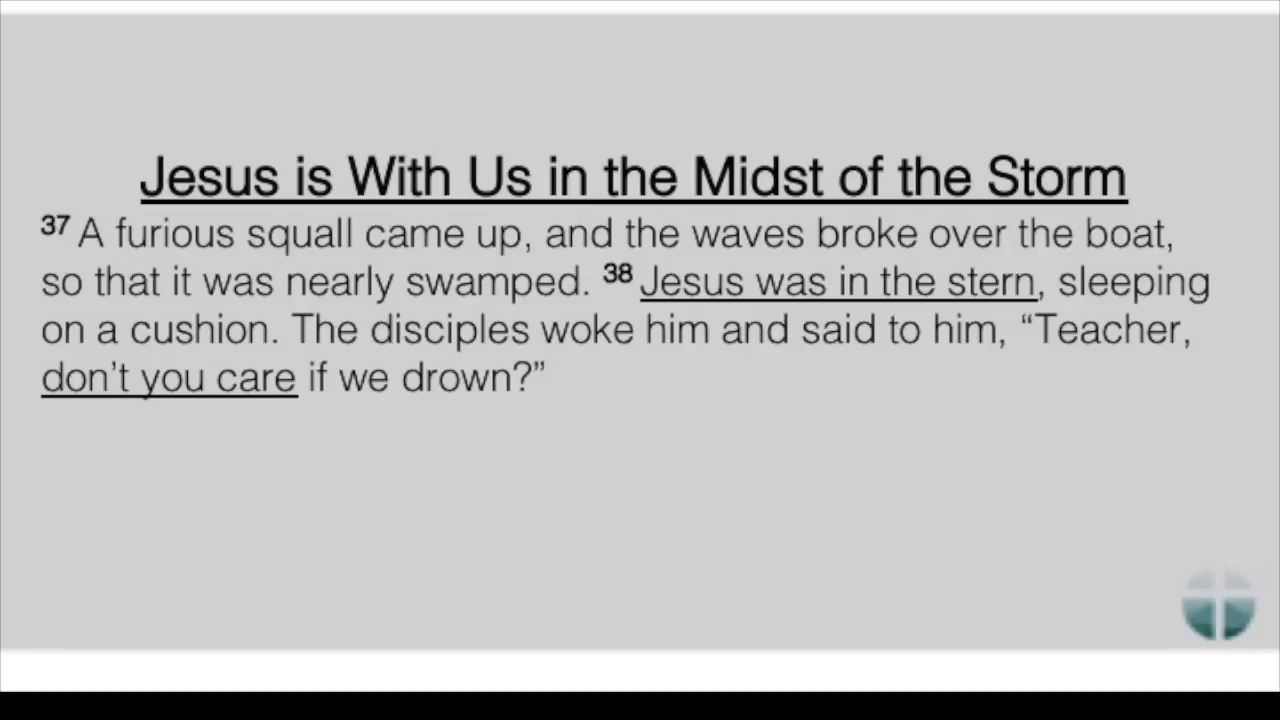 Jesus is With Us in the Midst of the Storm
37 A furious squall came up, and the waves broke over the boat,
so that it was nearly swamped. 38 Jesus was in the stern, sleeping
on a cushion. The disciples woke him and said to him, “Teacher,
don’t you care if we drown?”